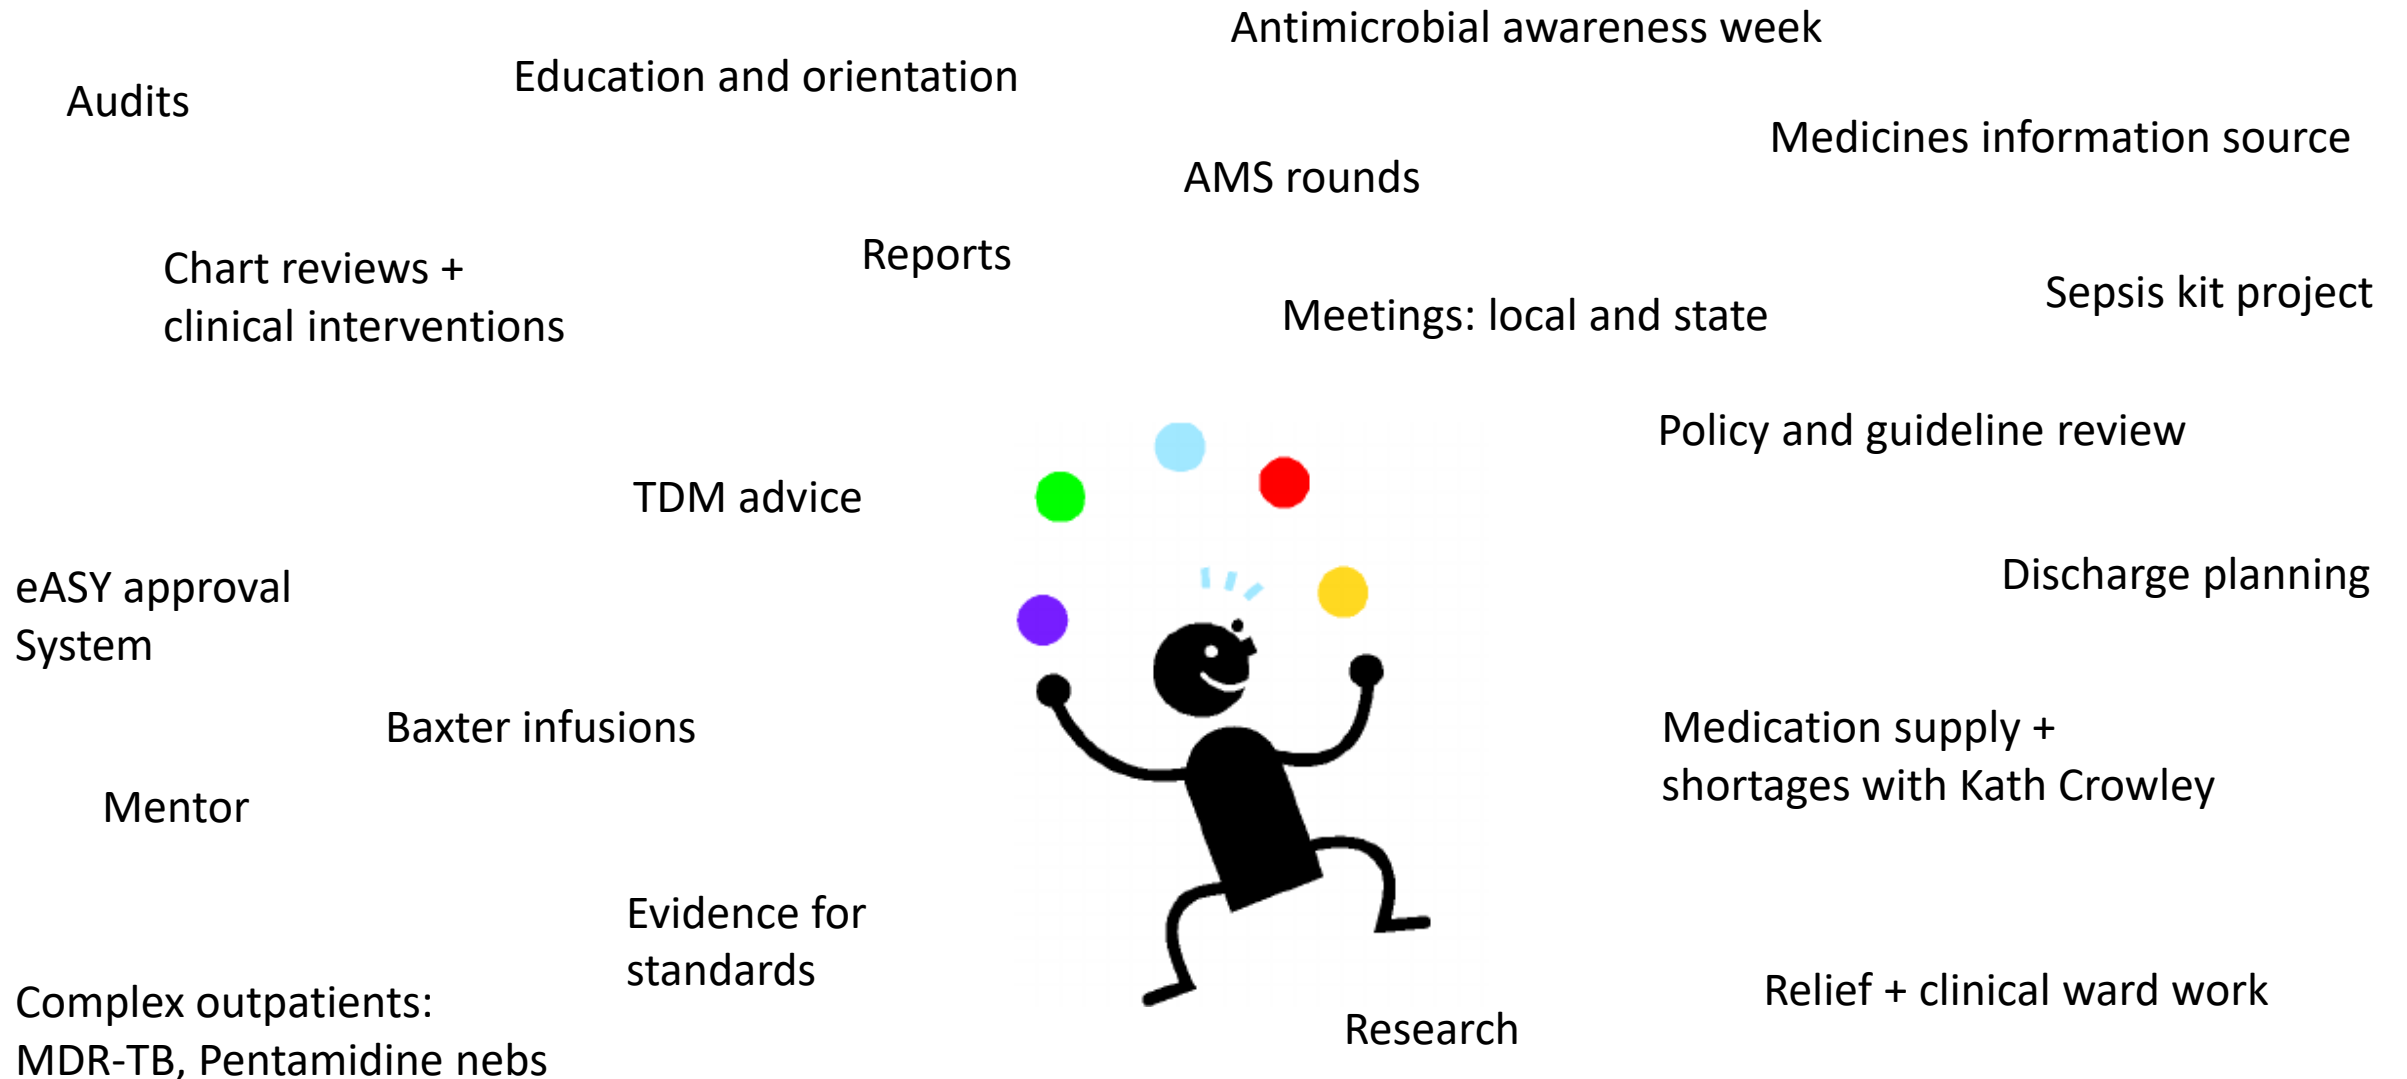 Antimicrobial awareness week
Education and orientation
Audits
Medicines information source
AMS rounds
Reports
Chart reviews +
clinical interventions
Sepsis kit project
Meetings: local and state
Policy and guideline review
TDM advice
Discharge planning
eASY approval
System
Baxter infusions
Medication supply +
shortages with Kath Crowley
Mentor
Evidence for
standards
Relief + clinical ward work
Complex outpatients:
MDR-TB, Pentamidine nebs
Research